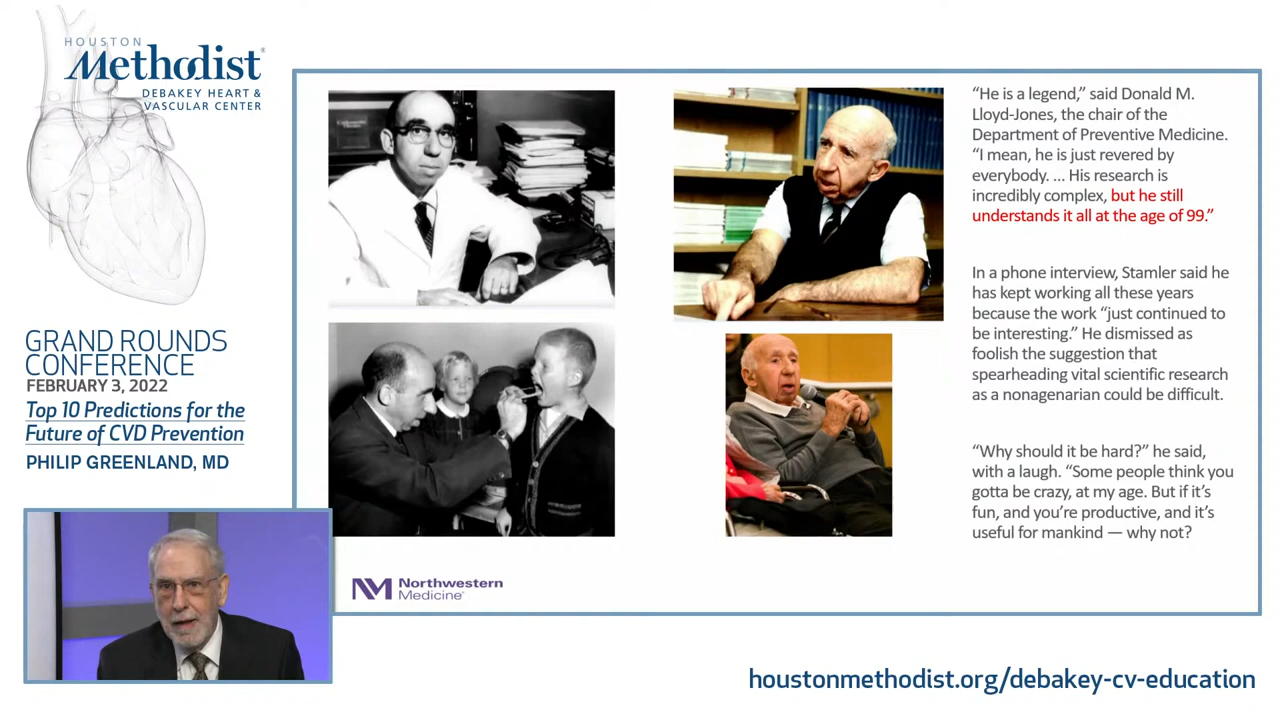 HOUSTON
Methodist®
DEBAKEY HEART &
VASCULAR CENTER
GRAND ROUNDS
CONFERENCE
FEBRUARY 3, 2022
Top 10 Predictions for the
Future of CVD Prevention
PHILIP GREENLAND, MD
“He is a legend,” said Donald M.
Lloyd-Jones, the chair of the
Department of Preventive Medicine.
“I mean, he is just revered by
everybody. ... His research is
incredibly complex, but he still
understands it all at the age of 99.”
In a phone interview, Stamler said he
has kept working all these years
because the work “just continued to
be interesting.” He dismissed as
foolish the suggestion that
spearheading vital scientific research
as a nonagenarian could be difficult.
“Why should it be hard?” he said,
with a laugh. “Some people think you
gotta be crazy, at my age. But if it’s
fun, and you’re productive, and it’s
useful for mankind — why not?
NM Northwestern
Medicine®
houstonmethodist.org/debakey-cv-education